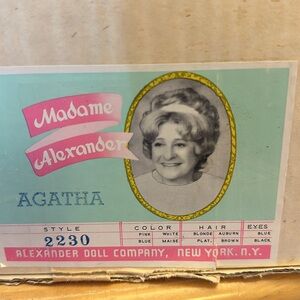 Madame
Alexander
AGATHA
STYLE COLOR HAIR EYES
2230 PINK WHITE BLONDE AUBURN BLUE
BLUE MAIZE PLAT. BROWN BLACK
ALEXANDER DOLL COMPANY, NEW YORK, N.Y.